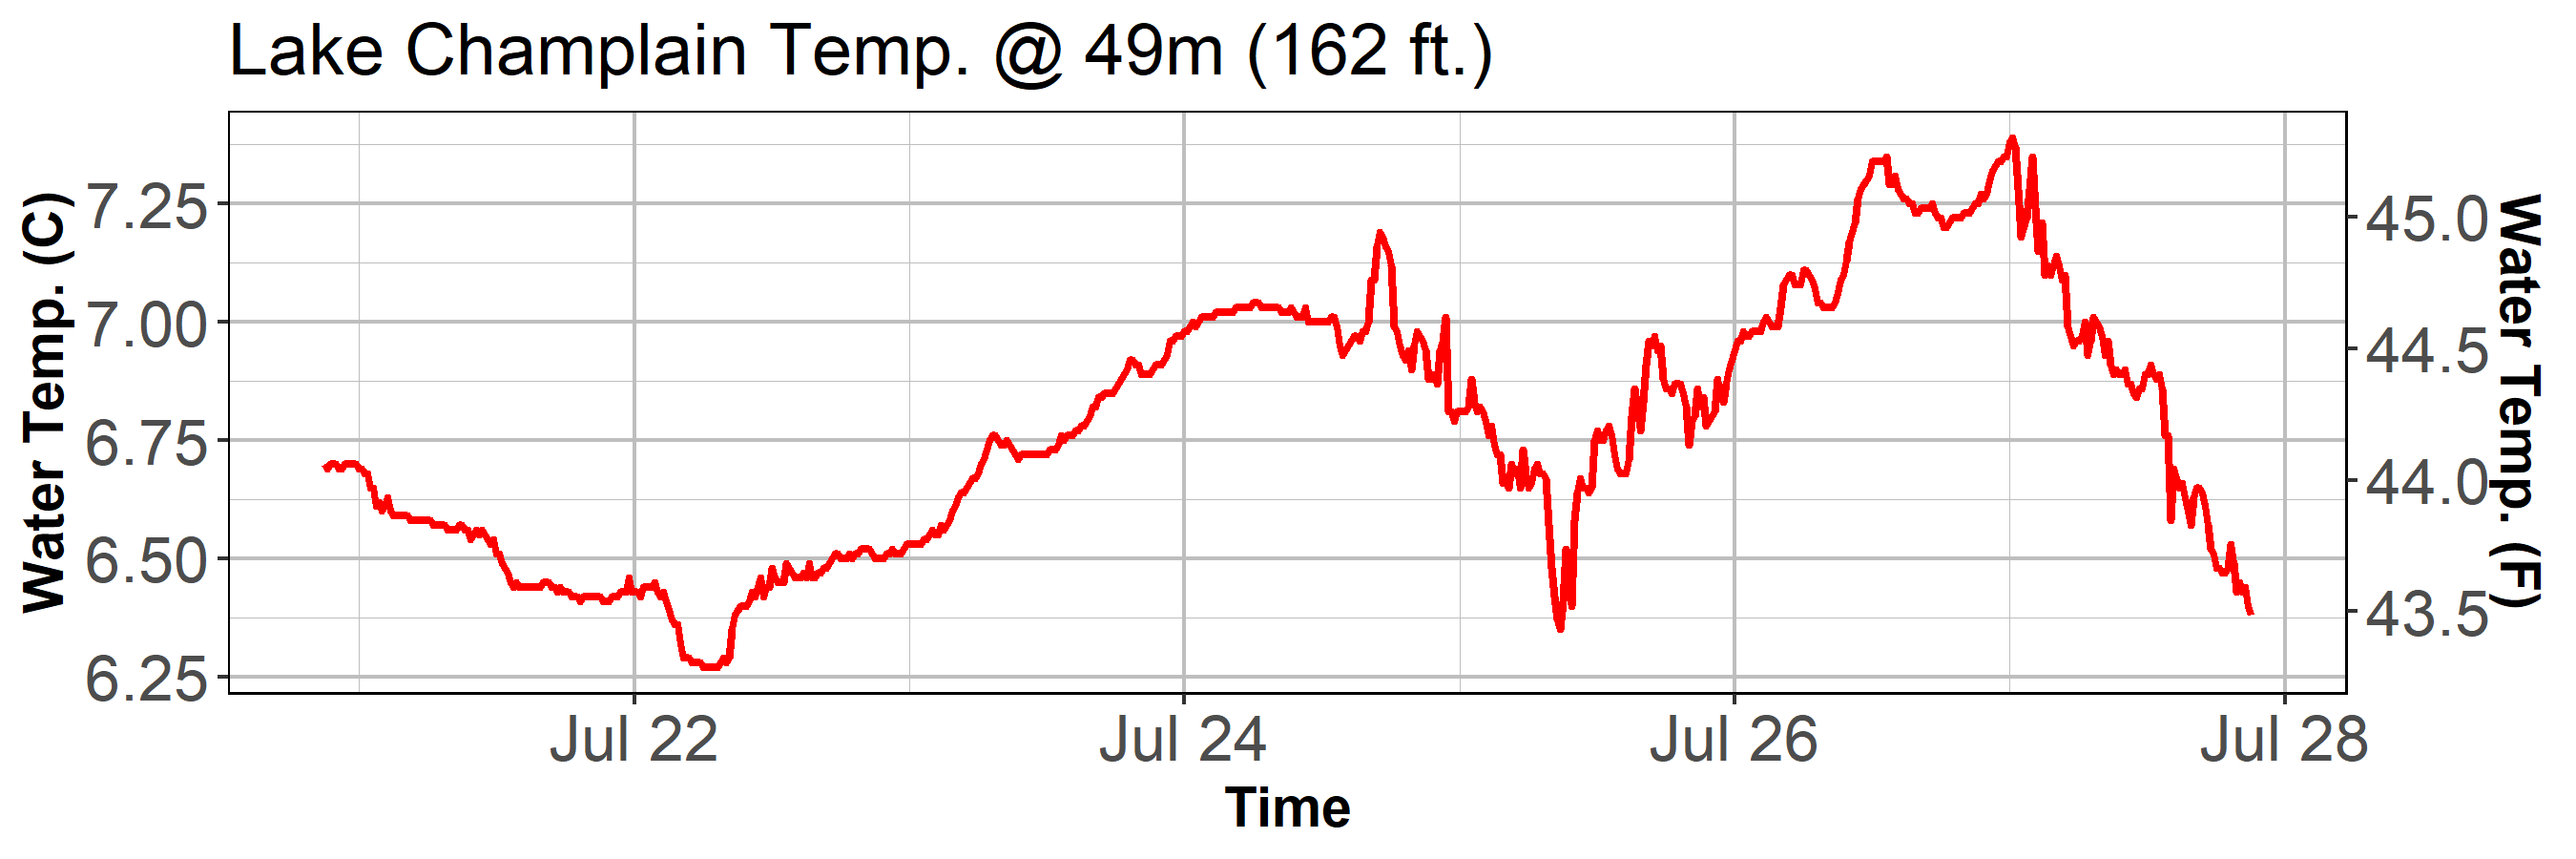 Lake Champlain Temp. @ 49m (162 ft.)
Water Temp. (C)
7.25
7.00
6.75
6.50
6.25
45.0
44.5
44.0
43.5
Water Temp. (F)
Jul 22
Jul 24
Jul 26
Jul 28
Time